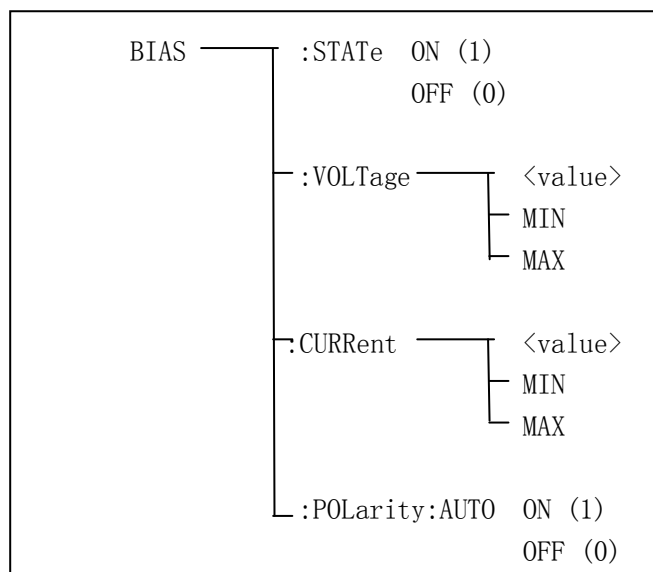 BIAS :STATe ON (1)
OFF (0)
:VOLTage <value>
MIN
MAX
:CURRent <value>
MIN
MAX
:POLarity:AUTO ON (1)
OFF (0)